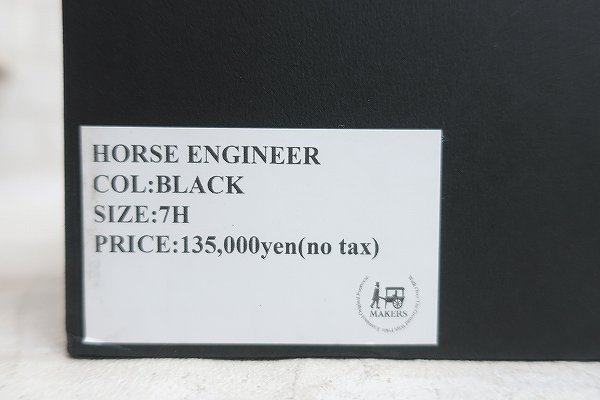 HORSE ENGINEER
COL:BLACK
SIZE:7H
PRICE:135,000yen(no tax)
MAKERS